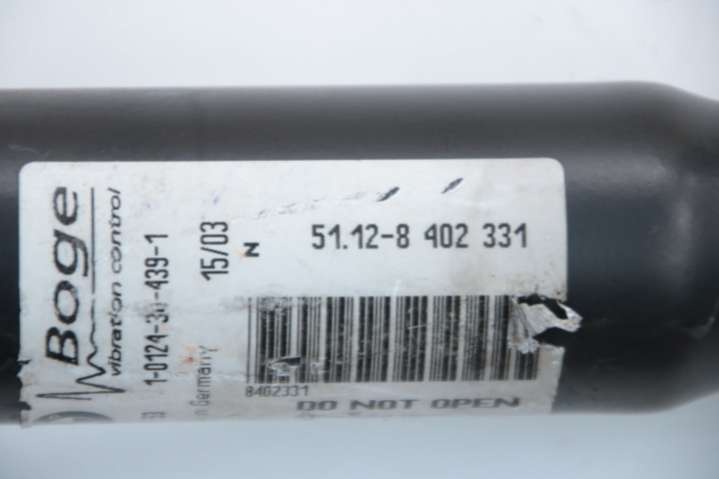 Boge
vibration control
1-0124-30-439-1
15/03
N
51.12-8 402 331
8402331
DO NOT OPEN
Germany